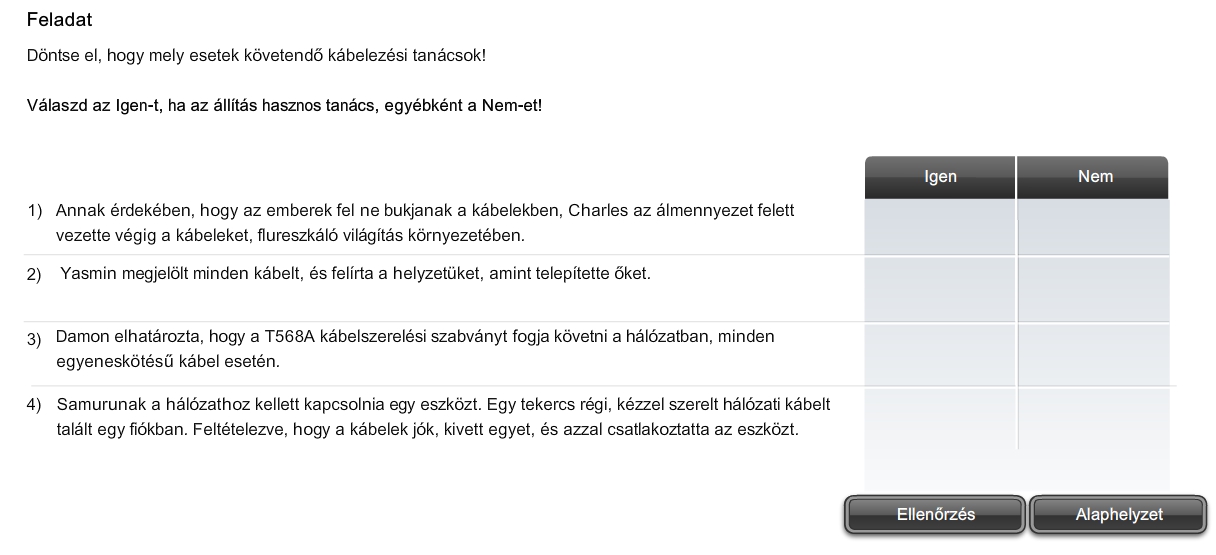 Feladat
Döntse el, hogy mely esetek követendő kábelezési tanácsok!
Válaszd az Igen-t, ha az állítás hasznos tanács, egyébként a Nem-et!
Igen Nem
1) Annak érdekében, hogy az emberek fel ne bukjanak a kábelekben, Charles az álmennyezet felett
vezette végig a kábeleket, flureszkáló világítás környezetében.
2) Yasmin megjelölt minden kábelt, és felírta a helyzetüket, amint telepítette őket.
3) Damon elhatározta, hogy a T568A kábelszerelési szabványt fogja követni a hálózatban, minden
egyeneskötésű kábel esetén.
4) Samurunak a hálózathoz kellett kapcsolnia egy eszközt. Egy tekercs régi, kézzel szerelt hálózati kábelt
talált egy fiókban. Feltételezve, hogy a kábelek jók, kivett egyet, és azzal csatlakoztatta az eszközt.
Ellenőrzés Alaphelyzet